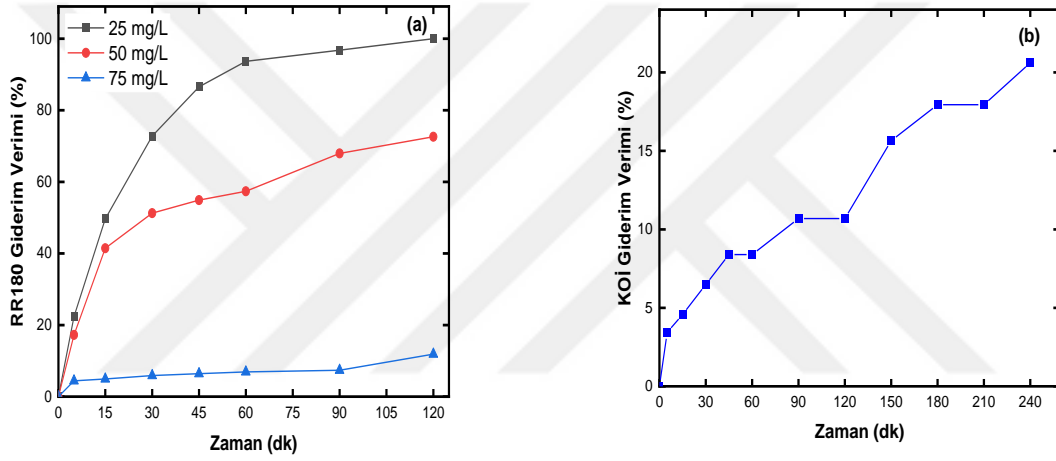 (a)
25 mg/L
50 mg/L
75 mg/L
RR180 Giderim Verimi (%)
100
80
60
40
20
0
0 15 30 45 60 75 90 105 120
Zaman (dk)
(b)
KOİ Giderim Verimi (%)
20
15
10
5
0
0 30 60 90 120 150 180 210 240
Zaman (dk)